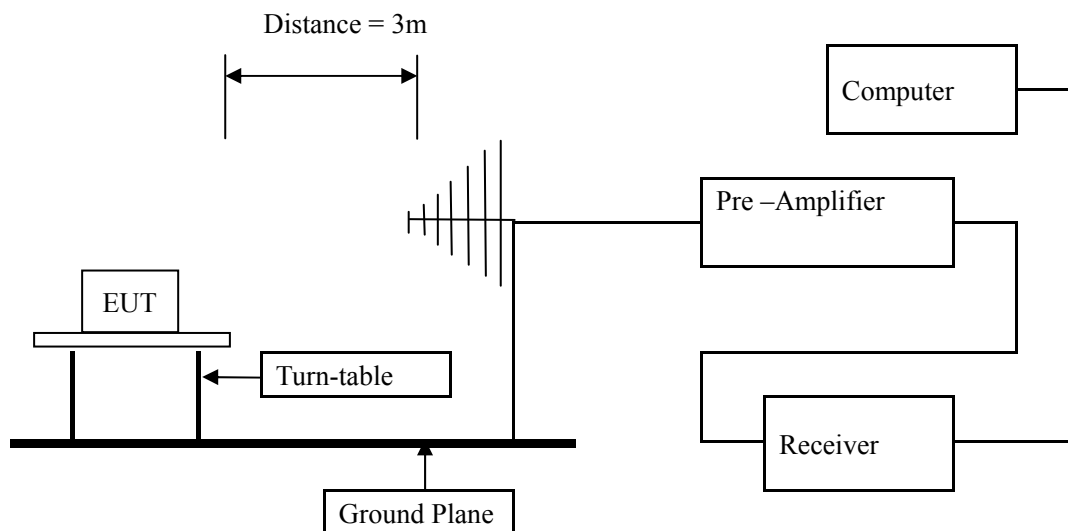 Distance = 3m
Computer
Pre –Amplifier
EUT
Turn-table
Receiver
Ground Plane